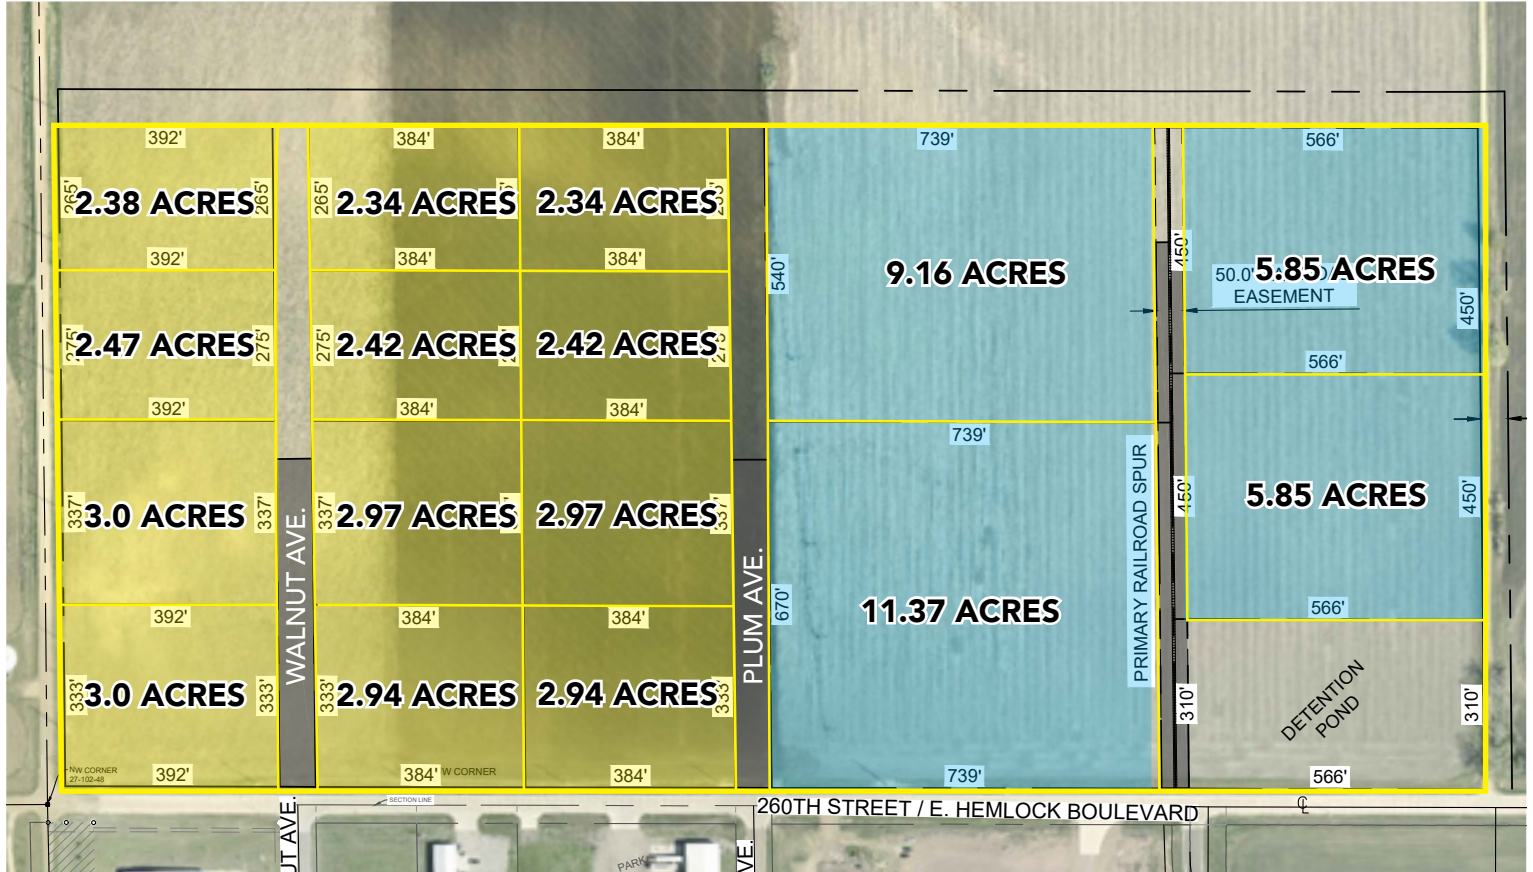 392'
384'
384'
739'
566'
265'
2.38 ACRES
265'
265'
2.34 ACRES
2.34 ACRES
392'
384'
384'
540'
9.16 ACRES
450'
5.85 ACRES
50.0'
EASEMENT
450'
275'
2.47 ACRES
275'
275'
2.42 ACRES
2.42 ACRES
275'
566'
392'
384'
384'
739'
337'
3.0 ACRES
337'
337'
2.97 ACRES
2.97 ACRES
337'
PRIMARY RAILROAD SPUR
450'
5.85 ACRES
450'
WALNUT AVE.
PLUM AVE.
392'
384'
384'
670'
11.37 ACRES
566'
333'
3.0 ACRES
333'
333'
2.94 ACRES
2.94 ACRES
333'
310'
DETENTION
POND
310'
NW CORNER
27-102-48
392'
384'
W CORNER
384'
739'
566'
SECTION LINE
260TH STREET / E. HEMLOCK BOULEVARD
UT AVE.
PARK
VE.